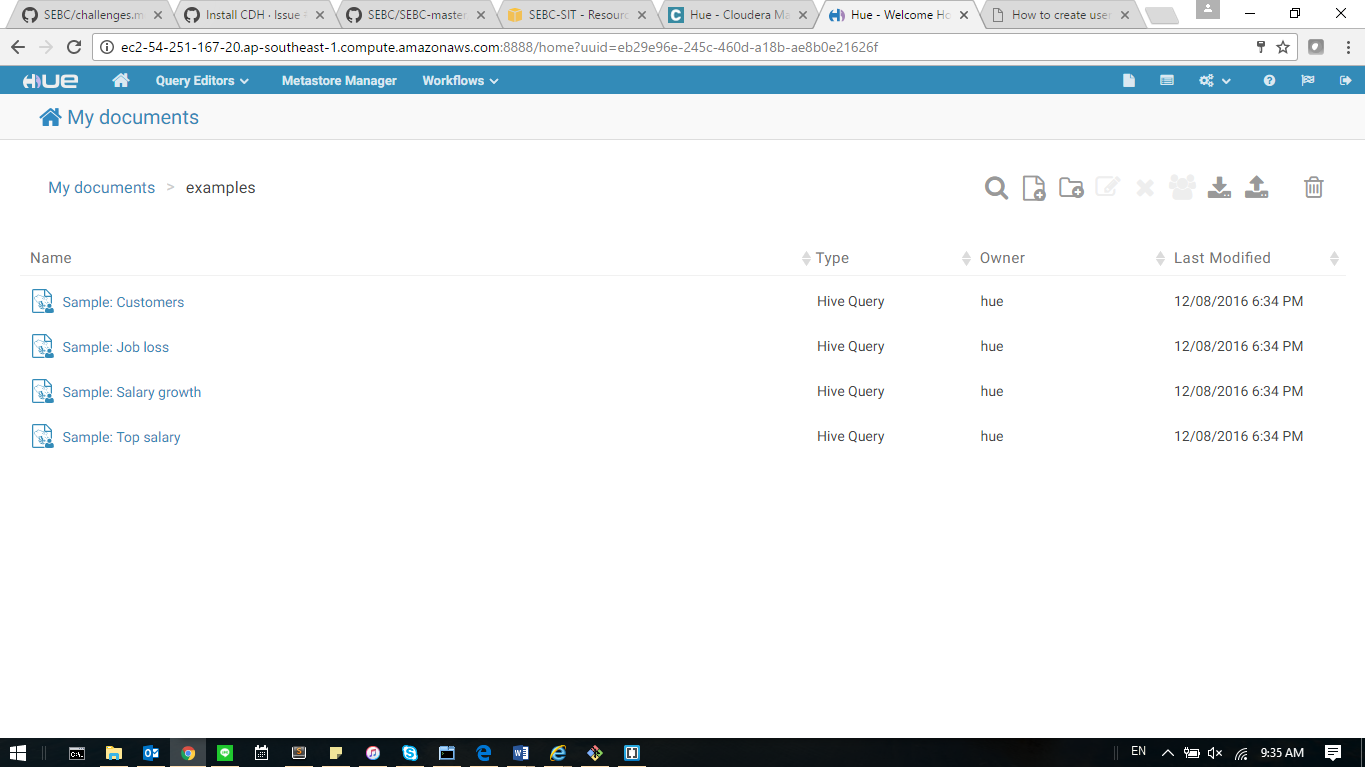 SEBC/challenges.m
Install CDH · Issue
SEBC/SEBC-master
SEBC-SIT - Resourc
Hue - Cloudera Ma
Hue - Welcome Ho
How to create user
ec2-54-251-167-20.ap-southeast-1.compute.amazonaws.com:8888/home?uuid=eb29e96e-245c-460d-a18b-ae8b0e21626f
HUE Query Editors Metastore Manager Workflows
My documents
My documents > examples
Name Type Owner Last Modified
Sample: Customers Hive Query hue 12/08/2016 6:34 PM
Sample: Job loss Hive Query hue 12/08/2016 6:34 PM
Sample: Salary growth Hive Query hue 12/08/2016 6:34 PM
Sample: Top salary Hive Query hue 12/08/2016 6:34 PM
EN 9:35 AM